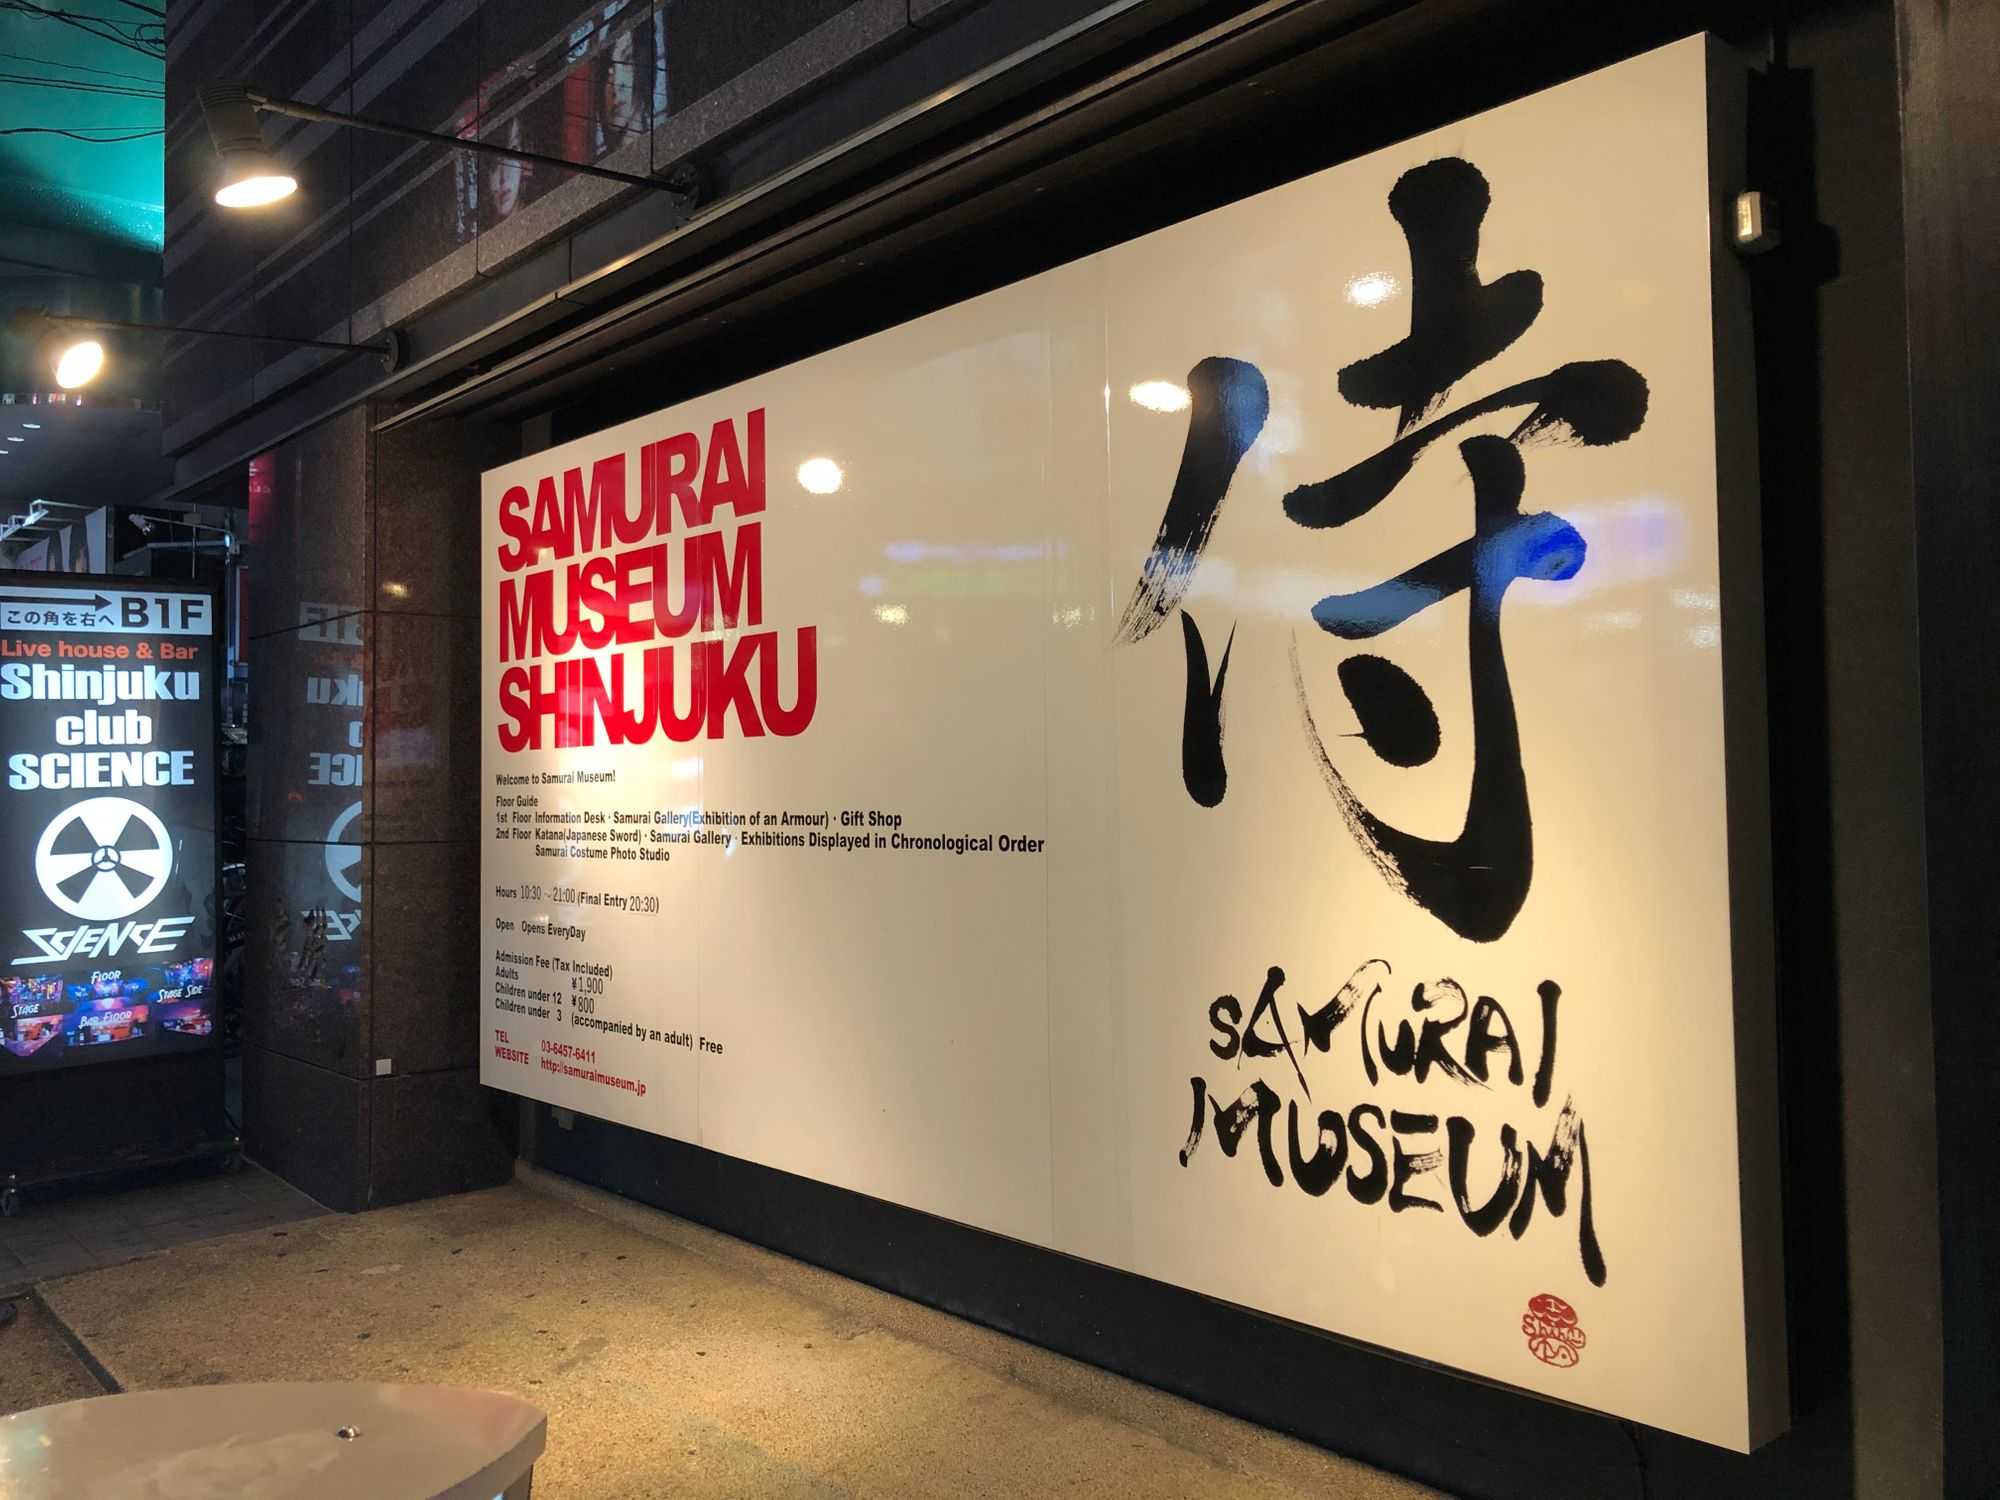 この角を右へ B1F
Live house & Bar
Shinjuku
club
SCIENCE
SCIENCE
FLOOR
STAGE
STAGE SIDE
BAR FLOOR
SAMURAI
MUSEUM
SHINJUKU
Welcome to Samurai Museum!
Floor Guide
1st Floor Information Desk・Samurai Gallery(Exhibition of an Armour)・Gift Shop
2nd Floor Katana(Japanese Sword)・Samurai Gallery・Exhibitions Displayed in Chronological Order
Samurai Costume Photo Studio
Hours 10:30 ~ 21:00 (Final Entry 20:30)
Open Opens EveryDay
Admission Fee (Tax Included)
Adults ¥1,900
Children under 12 ¥800
Children under 3 (accompanied by an adult) Free
TEL 03-6457-6411
WEBSITE http://samuraimuseum.jp
侍
SAMURAI
MUSEUM